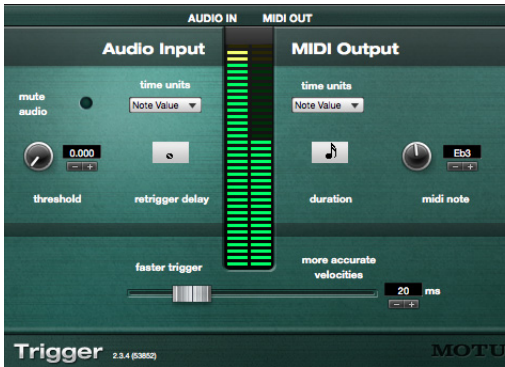 AUDIO IN MIDI OUT
Audio Input MIDI Output
time units time units
mute
audio
Note Value Note Value
0.000 Eb3
- + - +
threshold retrigger delay duration midi note
faster trigger more accurate
velocities
20 ms
- +
Trigger 2.3.4 (53852) MOTU